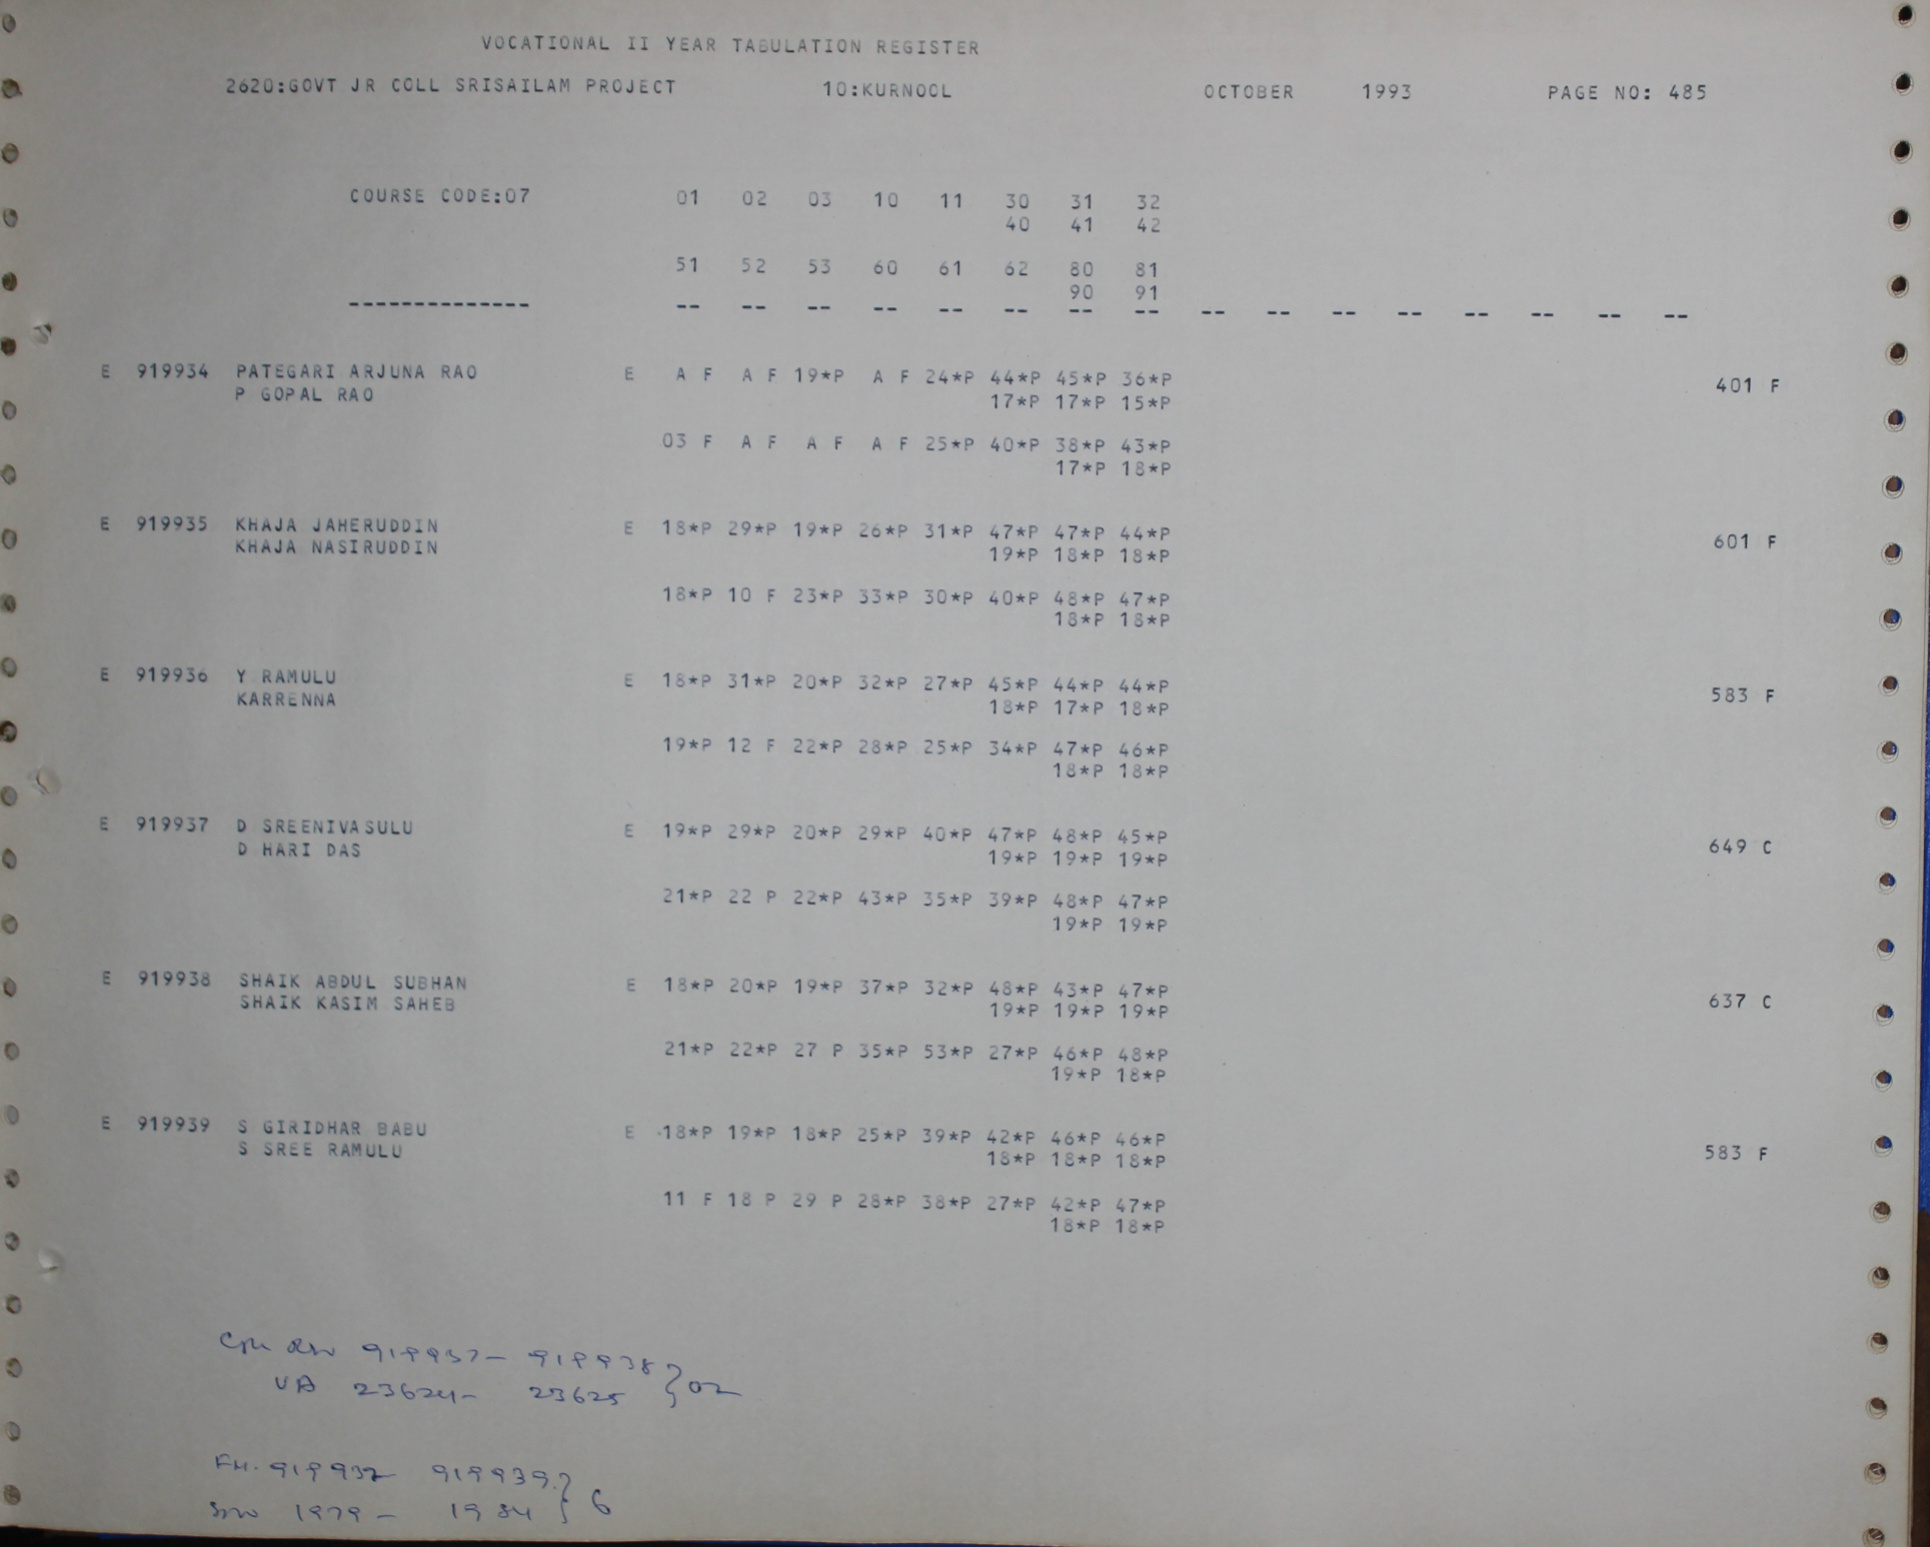 VOCATIONAL II YEAR TABULATION REGISTER
2620:GOVT JR COLL SRISAILAM PROJECT 10:KURNOOL OCTOBER 1993 PAGE NO: 485
COURSE CODE:07 01 02 03 10 11 30 31 32
40 41 42
51 52 53 60 61 62 80 81
90 91
-------------- -- -- -- -- -- -- -- -- -- -- -- -- -- -- -- --
E 919934 PATEGARI ARJUNA RAO E A F A F 19*P A F 24*P 44*P 45*P 36*P 401 F
P GOPAL RAO 17*P 17*P 15*P
03 F A F A F A F 25*P 40*P 38*P 43*P
17*P 18*P
E 919935 KHAJA JAHERUDDIN E 18*P 29*P 19*P 26*P 31*P 47*P 47*P 44*P 601 F
KHAJA NASIRUDDIN 19*P 18*P 18*P
18*P 10 F 23*P 33*P 30*P 40*P 48*P 47*P
18*P 18*P
E 919936 Y RAMULU E 18*P 31*P 20*P 32*P 27*P 45*P 44*P 44*P 583 F
KARRENNA 18*P 17*P 18*P
19*P 12 F 22*P 28*P 25*P 34*P 47*P 46*P
18*P 18*P
E 919937 D SREENIVASULU E 19*P 29*P 20*P 29*P 40*P 47*P 48*P 45*P 649 C
D HARI DAS 19*P 19*P 19*P
21*P 22 P 22*P 43*P 35*P 39*P 48*P 47*P
19*P 19*P
E 919938 SHAIK ABDUL SUBHAN E 18*P 20*P 19*P 37*P 32*P 48*P 43*P 47*P 637 C
SHAIK KASIM SAHEB 19*P 19*P 19*P
21*P 22*P 27 P 35*P 53*P 27*P 46*P 48*P
19*P 18*P
E 919939 S GIRIDHAR BABU E 18*P 19*P 18*P 25*P 39*P 42*P 46*P 46*P 583 F
S SREE RAMULU 18*P 18*P 18*P
11 F 18 P 29 P 28*P 38*P 27*P 42*P 47*P
18*P 18*P
919937- 919938
23624- 23625 } 02
919939 }
1979 - 1984 } 6